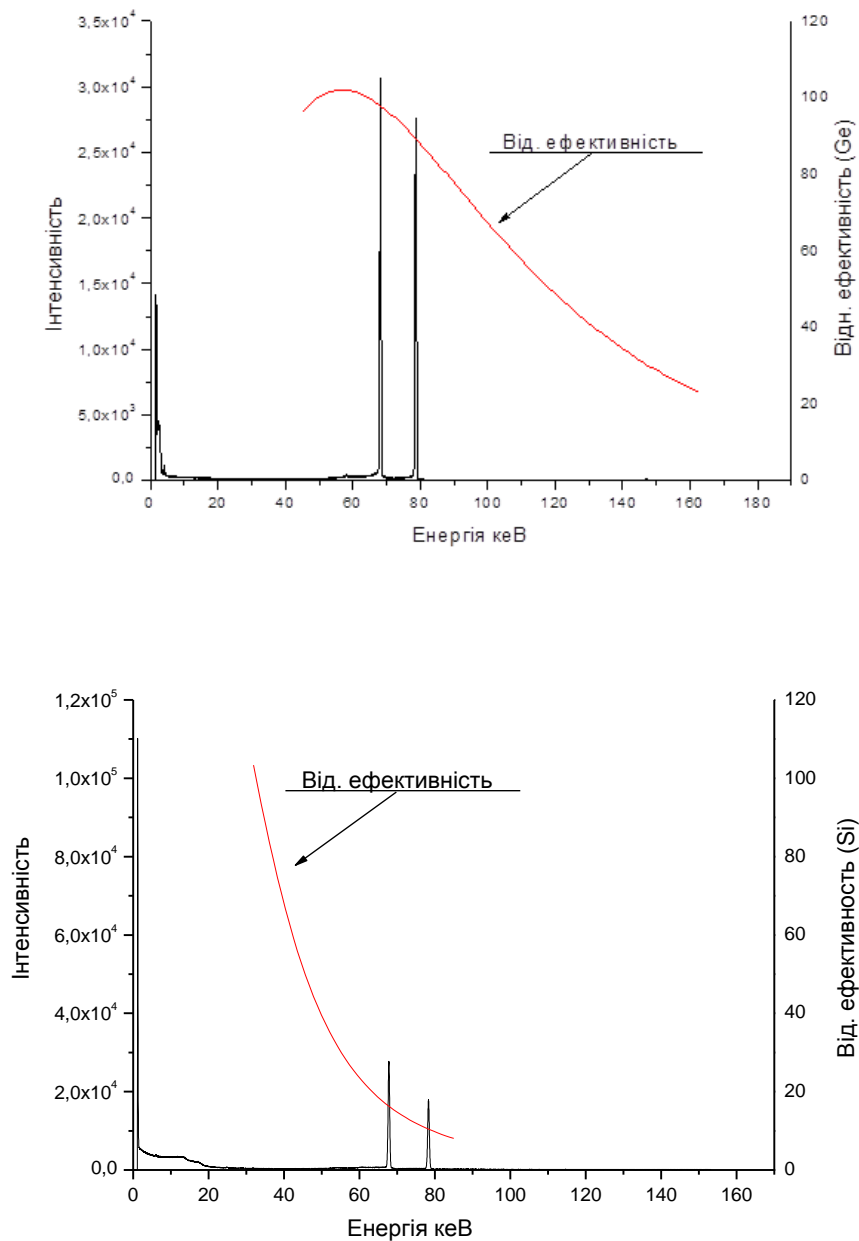 3,5x10⁴
3,0x10⁴
2,5x10⁴
2,0x10⁴
1,5x10⁴
1,0x10⁴
5,0x10³
0,0
Інтенсивність
0 20 40 60 80 100 120 140 160 180
Енергія кеВ
Від. ефективність
120
100
80
60
40
20
0
Відн. ефективність (Ge)
1,2x10⁵
1,0x10⁵
8,0x10⁴
6,0x10⁴
4,0x10⁴
2,0x10⁴
0,0
Інтенсивність
0 20 40 60 80 100 120 140 160
Енергія кеВ
Від. ефективність
120
100
80
60
40
20
0
Від. ефективность (Si)